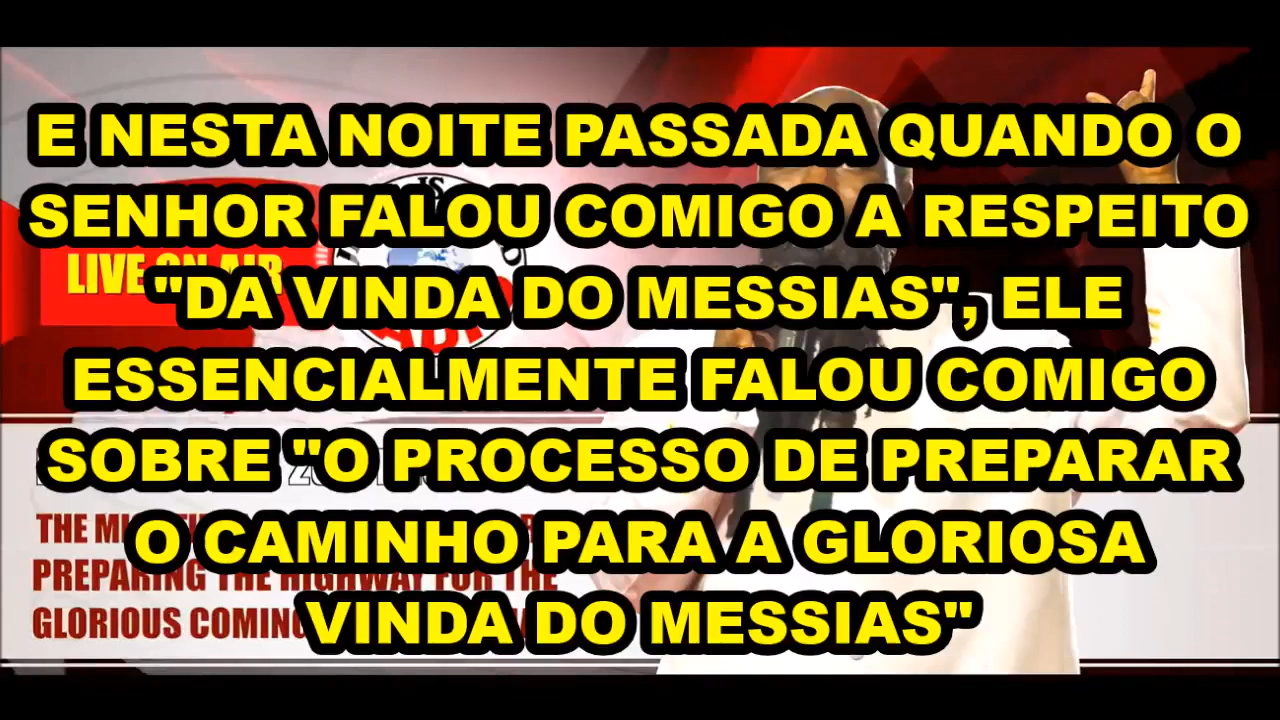 E NESTA NOITE PASSADA QUANDO O
SENHOR FALOU COMIGO A RESPEITO
"DA VINDA DO MESSIAS", ELE
ESSENCIALMENTE FALOU COMIGO
SOBRE "O PROCESSO DE PREPARAR
O CAMINHO PARA A GLORIOSA
VINDA DO MESSIAS"
LIVE ON AIR
THE
PREPARING THE HIGHWAY FOR THE
GLORIOUS COMING